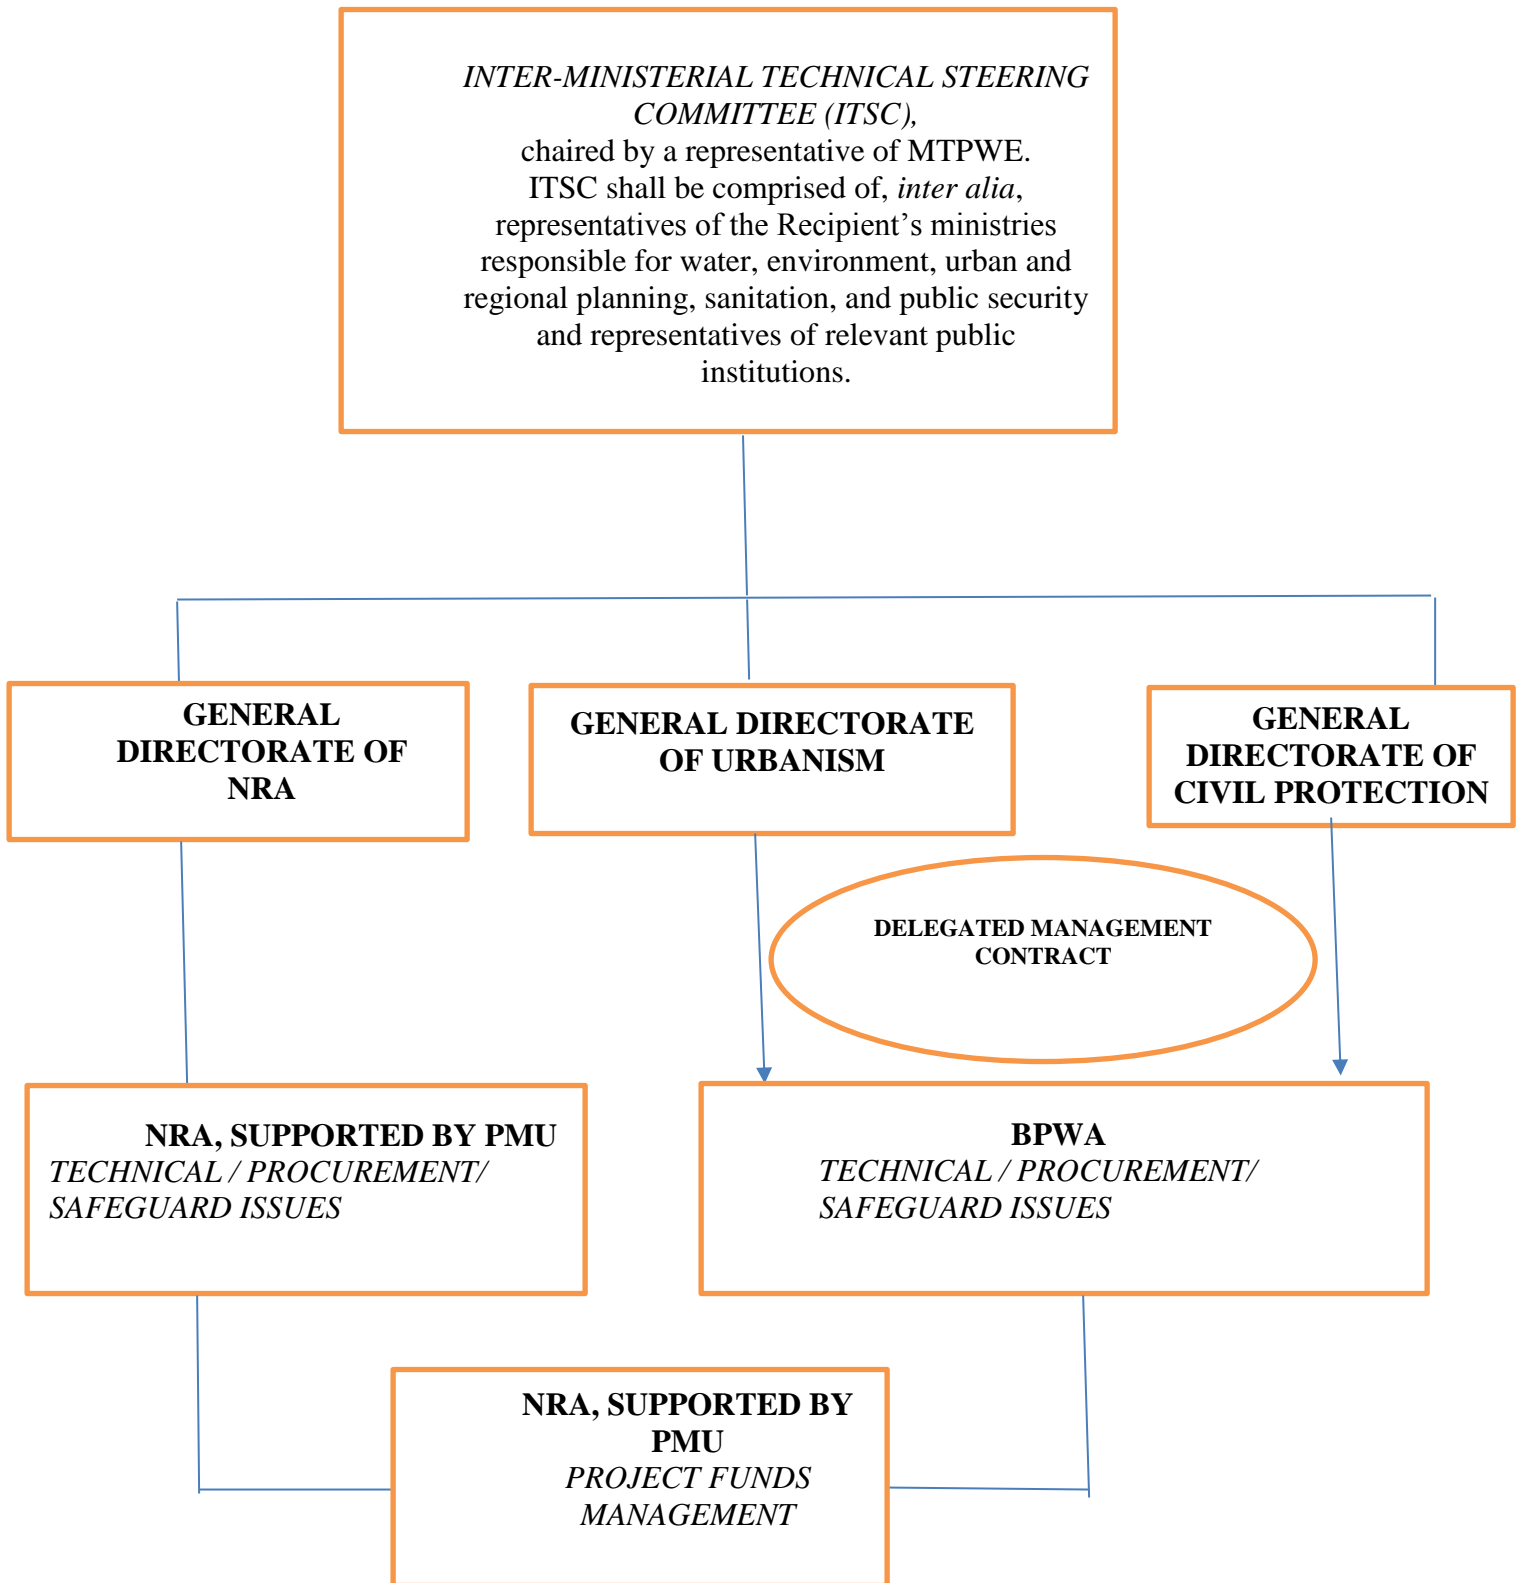 INTER-MINISTERIAL TECHNICAL STEERING
COMMITTEE (ITSC),
chaired by a representative of MTPWE.
ITSC shall be comprised of, inter alia,
representatives of the Recipient’s ministries
responsible for water, environment, urban and
regional planning, sanitation, and public security
and representatives of relevant public
institutions.
GENERAL
DIRECTORATE OF
NRA
GENERAL DIRECTORATE
OF URBANISM
GENERAL
DIRECTORATE OF
CIVIL PROTECTION
DELEGATED MANAGEMENT
CONTRACT
NRA, SUPPORTED BY PMU
TECHNICAL / PROCUREMENT/
SAFEGUARD ISSUES
BPWA
TECHNICAL / PROCUREMENT/
SAFEGUARD ISSUES
NRA, SUPPORTED BY
PMU
PROJECT FUNDS
MANAGEMENT